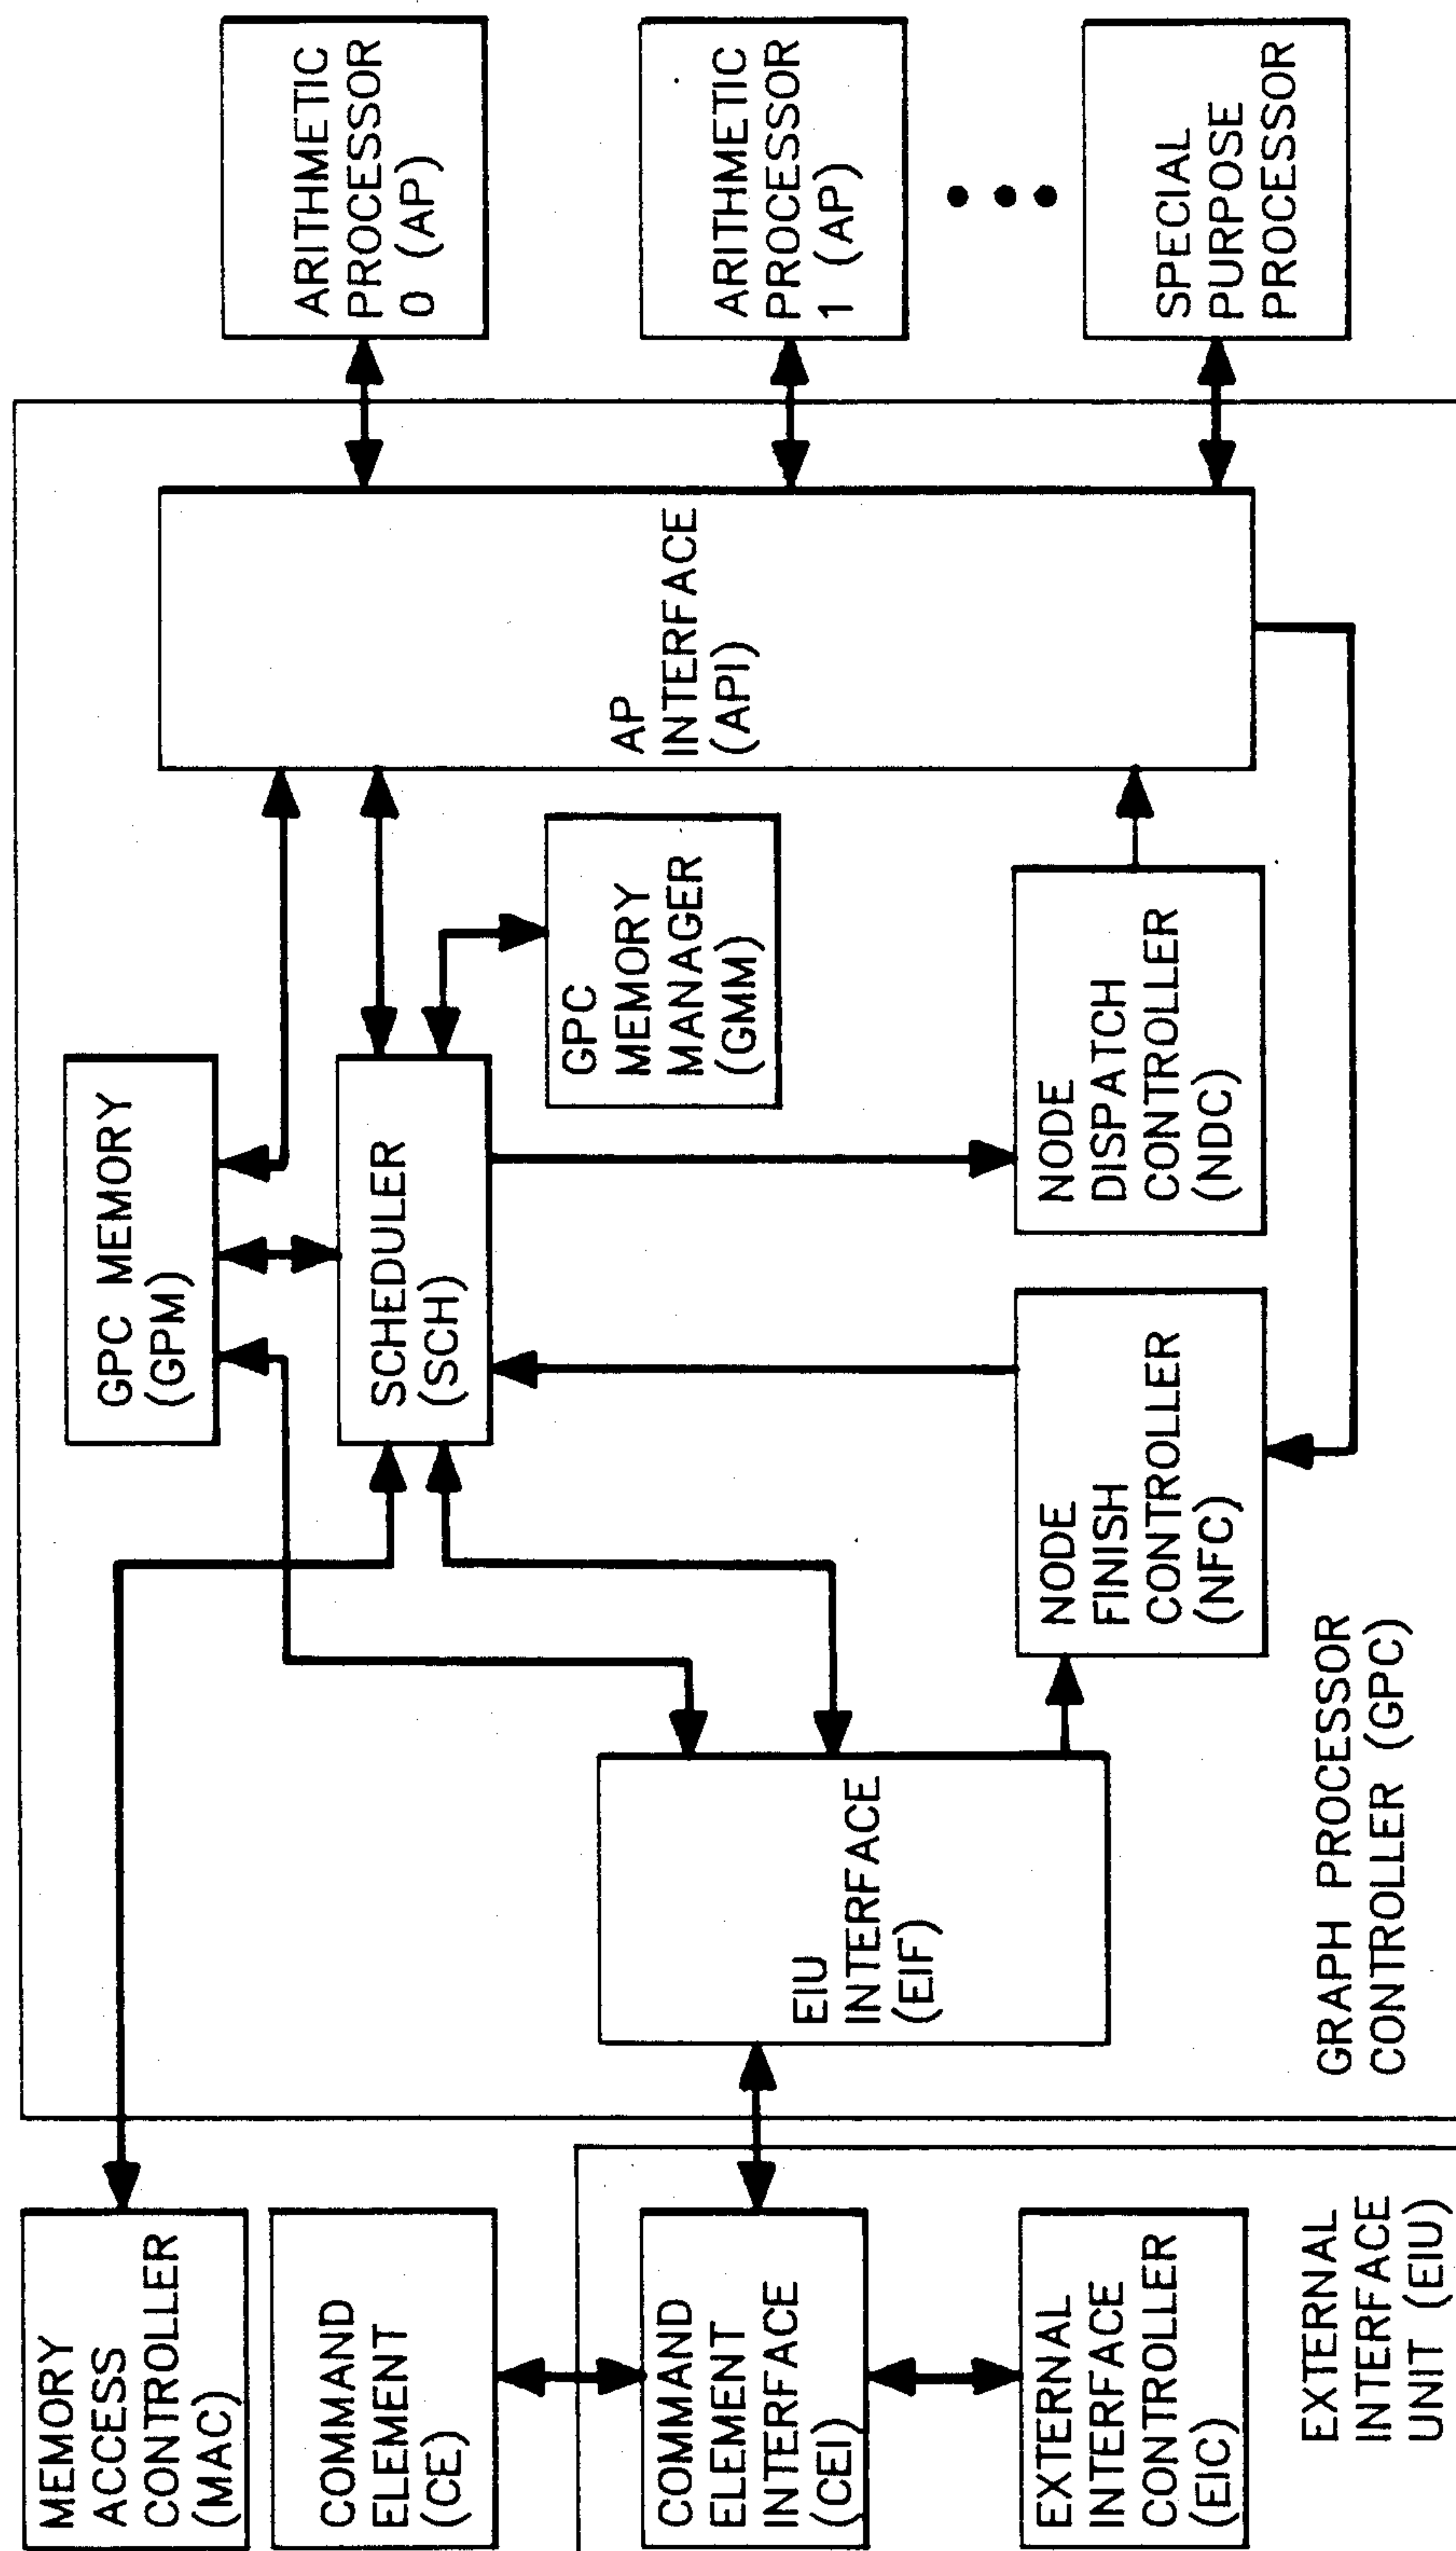 MEMORY
ACCESS
CONTROLLER
(MAC)
COMMAND
ELEMENT
(CE)
COMMAND
ELEMENT
INTERFACE
(CEI)
EXTERNAL
INTERFACE
CONTROLLER
(EIC)
EXTERNAL
INTERFACE
UNIT (EIU)
EIU
INTERFACE
(EIF)
GRAPH PROCESSOR
CONTROLLER (GPC)
GPC MEMORY
(GPM)
SCHEDULER
(SCH)
GPC
MEMORY
MANAGER
(GMM)
NODE
FINISH
CONTROLLER
(NFC)
NODE
DISPATCH
CONTROLLER
(NDC)
AP
INTERFACE
(API)
ARITHMETIC
PROCESSOR
0 (AP)
ARITHMETIC
PROCESSOR
1 (AP)
SPECIAL
PURPOSE
PROCESSOR